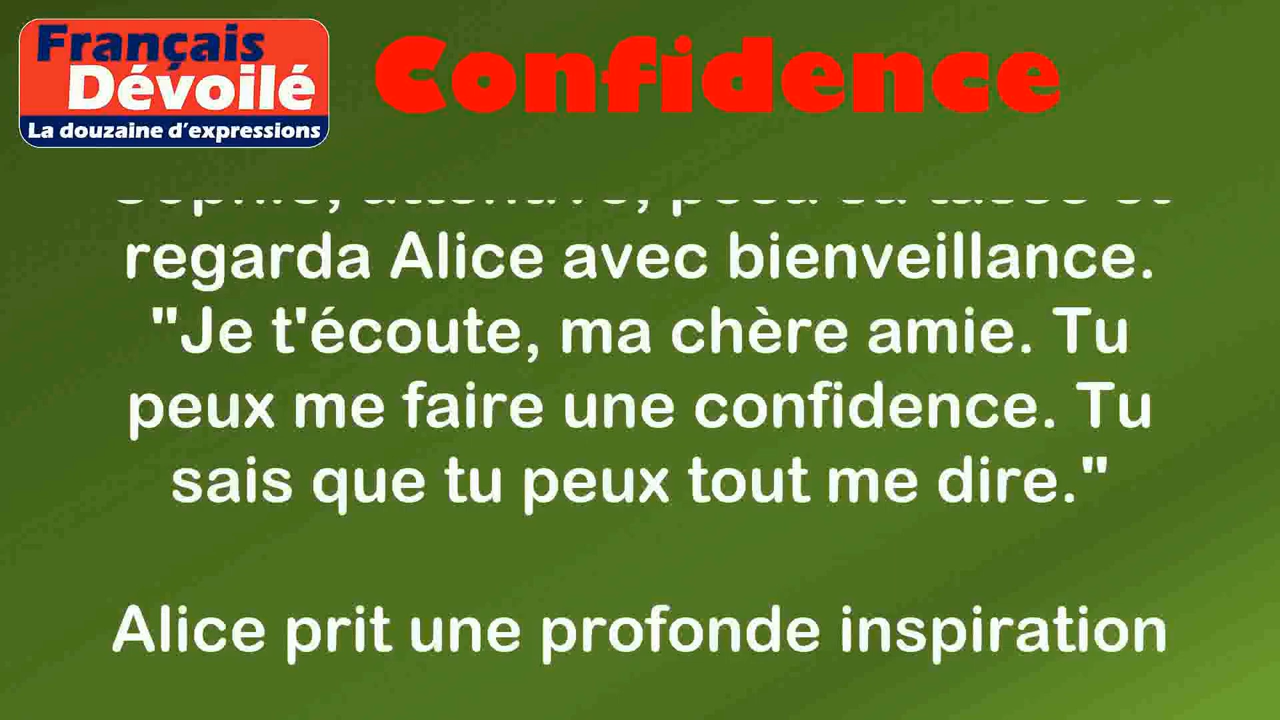 Français
Dévoilé
La douzaine d'expressions
Confidence
regarda Alice avec bienveillance.
"Je t'écoute, ma chère amie. Tu
peux me faire une confidence. Tu
sais que tu peux tout me dire."
Alice prit une profonde inspiration